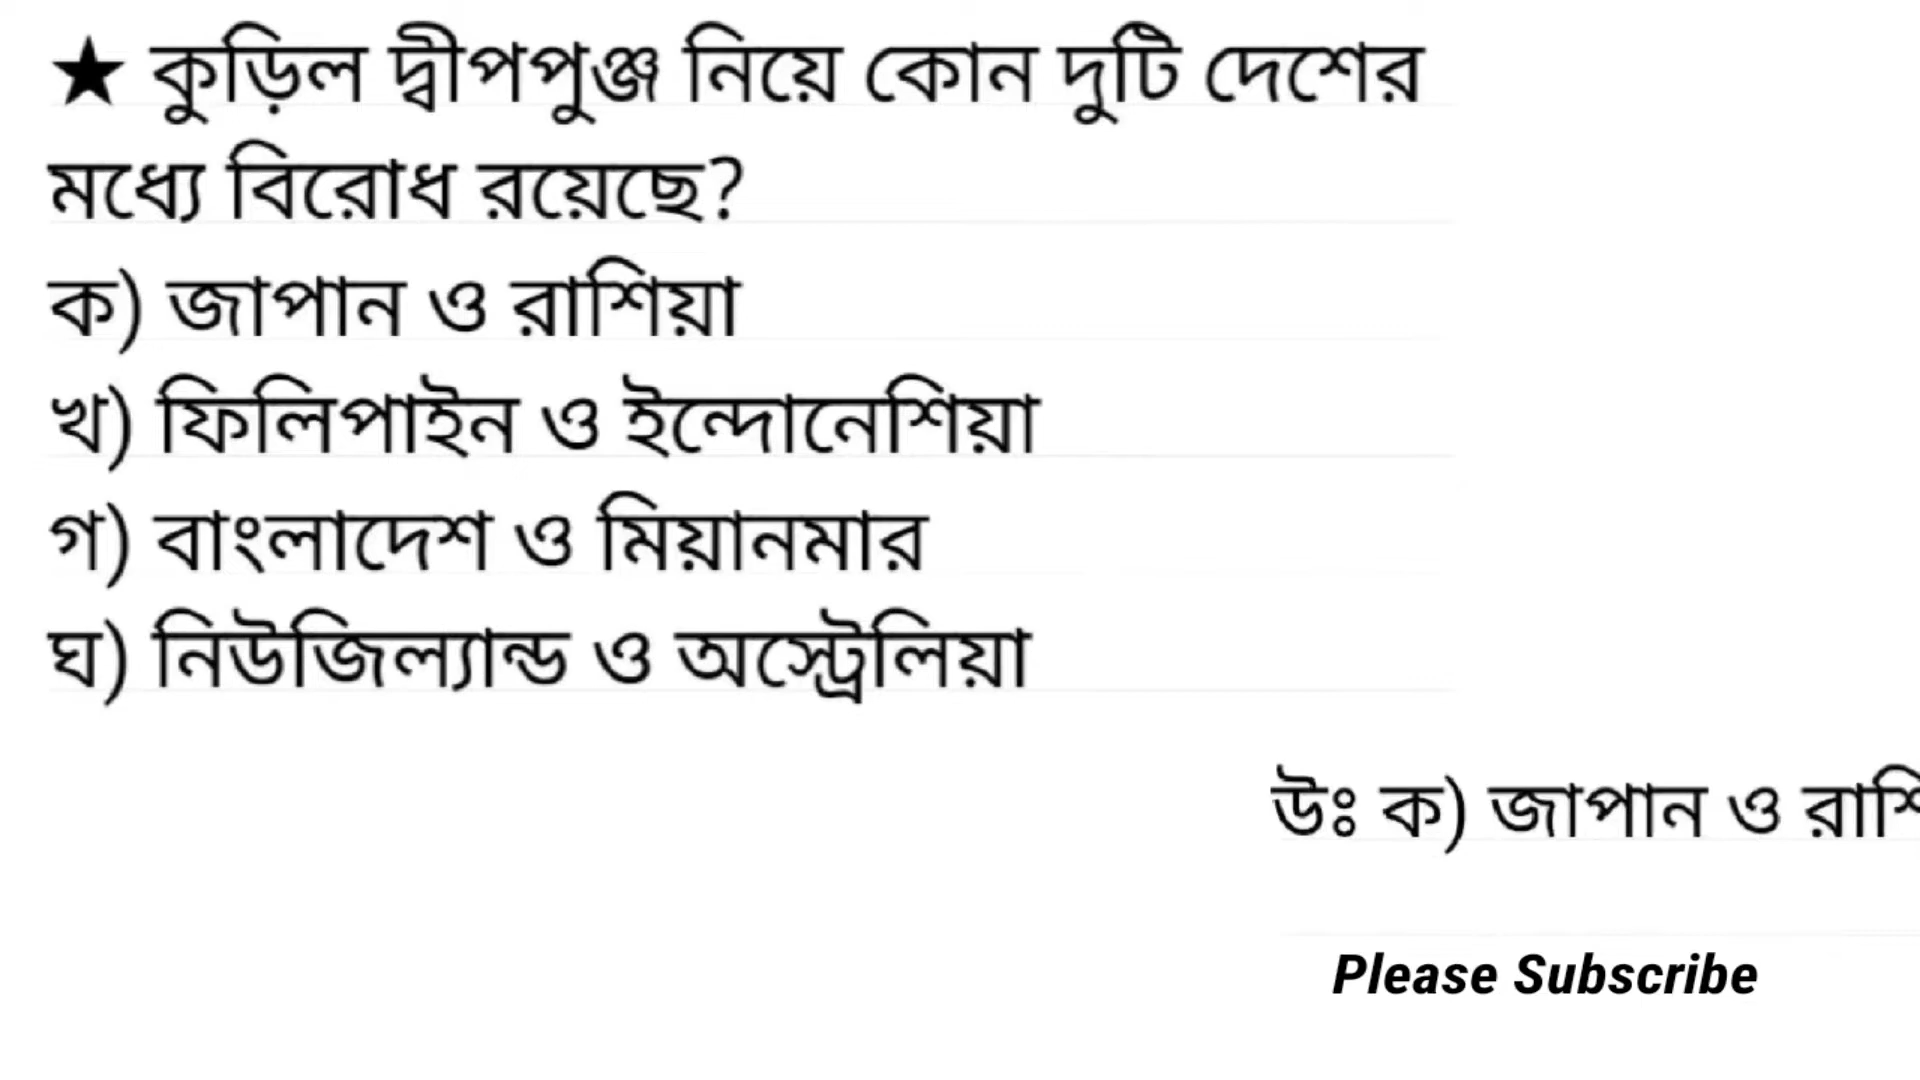 ★ কুড়িল দ্বীপপুঞ্জ নিয়ে কোন দুটি দেশের
মধ্যে বিরোধ রয়েছে?
ক) জাপান ও রাশিয়া
খ) ফিলিপাইন ও ইন্দোনেশিয়া
গ) বাংলাদেশ ও মিয়ানমার
ঘ) নিউজিল্যান্ড ও অস্ট্রেলিয়া
উঃ ক) জাপান ও
Please Subscribe